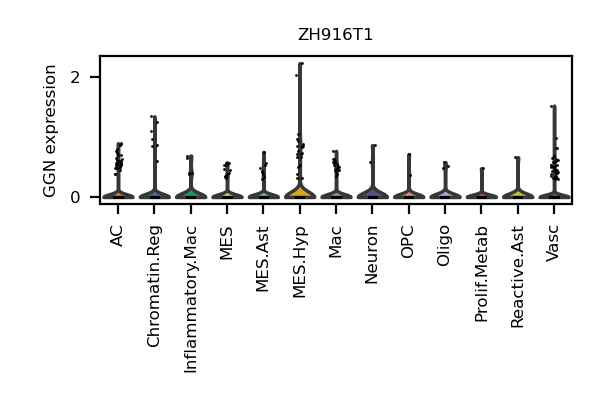 ZH916T1
GGN expression
2
0
AC
Chromatin.Reg
Inflammatory.Mac
MES
MES.Ast
MES.Hyp
Mac
Neuron
OPC
Oligo
Prolif.Metab
Reactive.Ast
Vasc